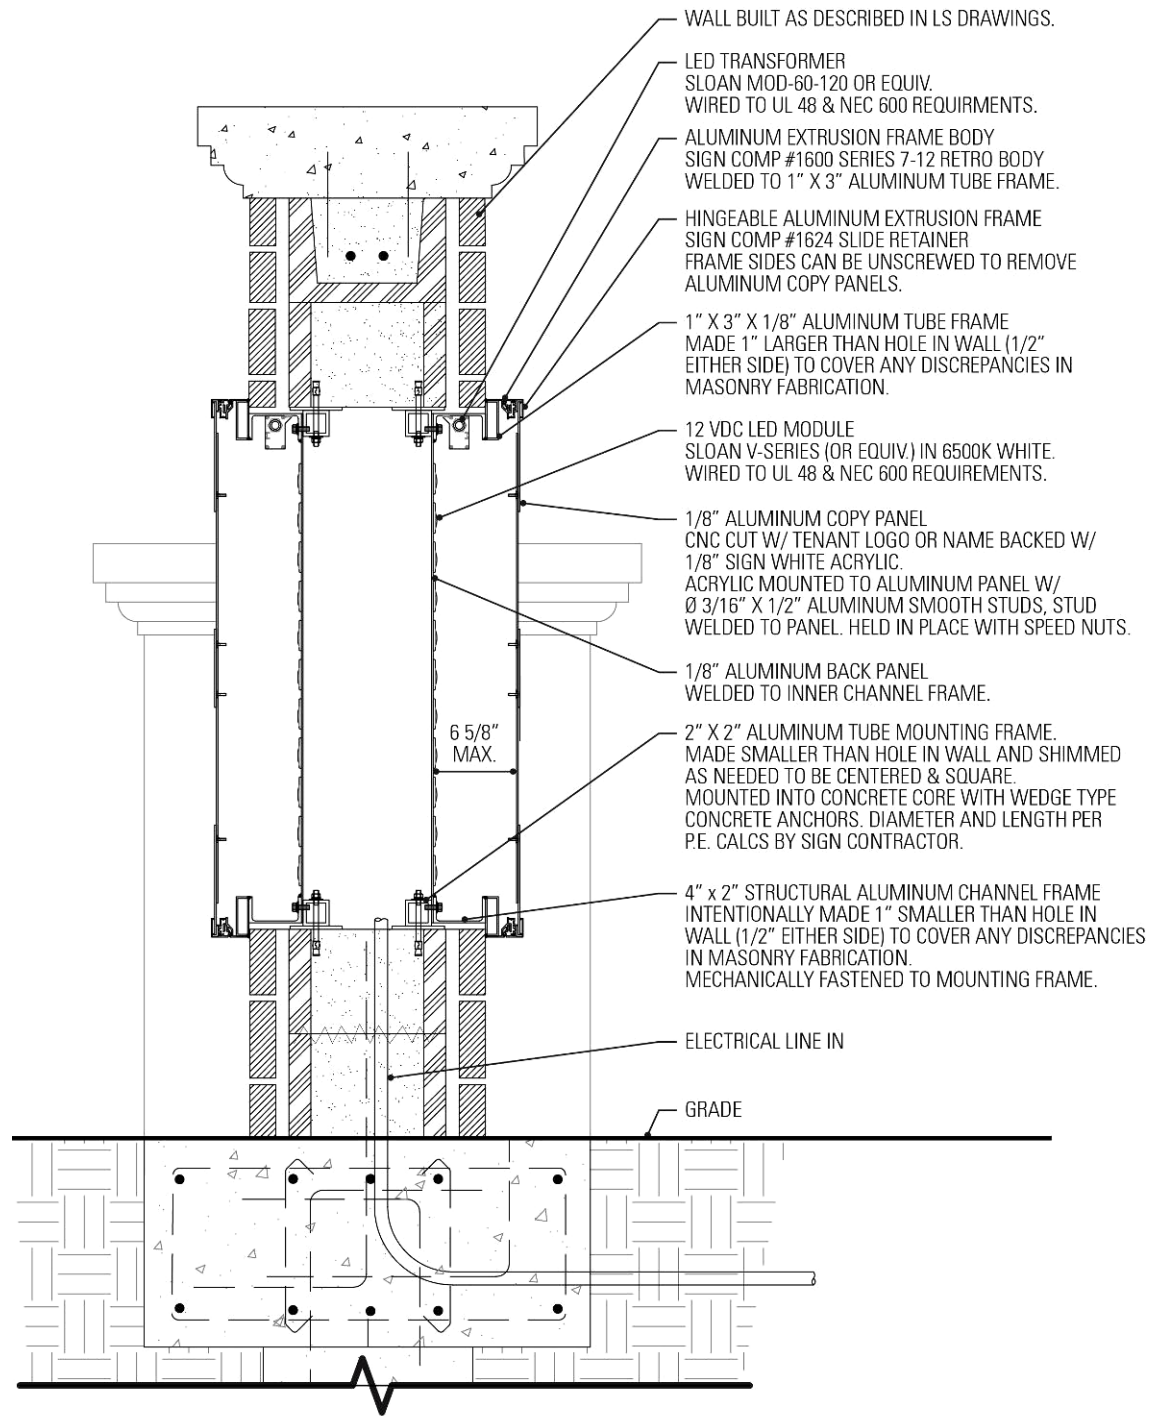 WALL BUILT AS DESCRIBED IN LS DRAWINGS.
LED TRANSFORMER
SLOAN MOD-60-120 OR EQUIV.
WIRED TO UL 48 & NEC 600 REQUIRMENTS.
ALUMINUM EXTRUSION FRAME BODY
SIGN COMP #1600 SERIES 7-12 RETRO BODY
WELDED TO 1" X 3" ALUMINUM TUBE FRAME.
HINGEABLE ALUMINUM EXTRUSION FRAME
SIGN COMP #1624 SLIDE RETAINER
FRAME SIDES CAN BE UNSCREWED TO REMOVE
ALUMINUM COPY PANELS.
1" X 3" X 1/8" ALUMINUM TUBE FRAME
MADE 1" LARGER THAN HOLE IN WALL (1/2"
EITHER SIDE) TO COVER ANY DISCREPANCIES IN
MASONRY FABRICATION.
12 VDC LED MODULE
SLOAN V-SERIES (OR EQUIV.) IN 6500K WHITE.
WIRED TO UL 48 & NEC 600 REQUIREMENTS.
1/8" ALUMINUM COPY PANEL
CNC CUT W/ TENANT LOGO OR NAME BACKED W/
1/8" SIGN WHITE ACRYLIC.
ACRYLIC MOUNTED TO ALUMINUM PANEL W/
Ø 3/16" X 1/2" ALUMINUM SMOOTH STUDS, STUD
WELDED TO PANEL. HELD IN PLACE WITH SPEED NUTS.
1/8" ALUMINUM BACK PANEL
WELDED TO INNER CHANNEL FRAME.
6 5/8"
MAX.
2" X 2" ALUMINUM TUBE MOUNTING FRAME.
MADE SMALLER THAN HOLE IN WALL AND SHIMMED
AS NEEDED TO BE CENTERED & SQUARE.
MOUNTED INTO CONCRETE CORE WITH WEDGE TYPE
CONCRETE ANCHORS. DIAMETER AND LENGTH PER
P.E. CALCS BY SIGN CONTRACTOR.
4" x 2" STRUCTURAL ALUMINUM CHANNEL FRAME
INTENTIONALLY MADE 1" SMALLER THAN HOLE IN
WALL (1/2" EITHER SIDE) TO COVER ANY DISCREPANCIES
IN MASONRY FABRICATION.
MECHANICALLY FASTENED TO MOUNTING FRAME.
ELECTRICAL LINE IN
GRADE